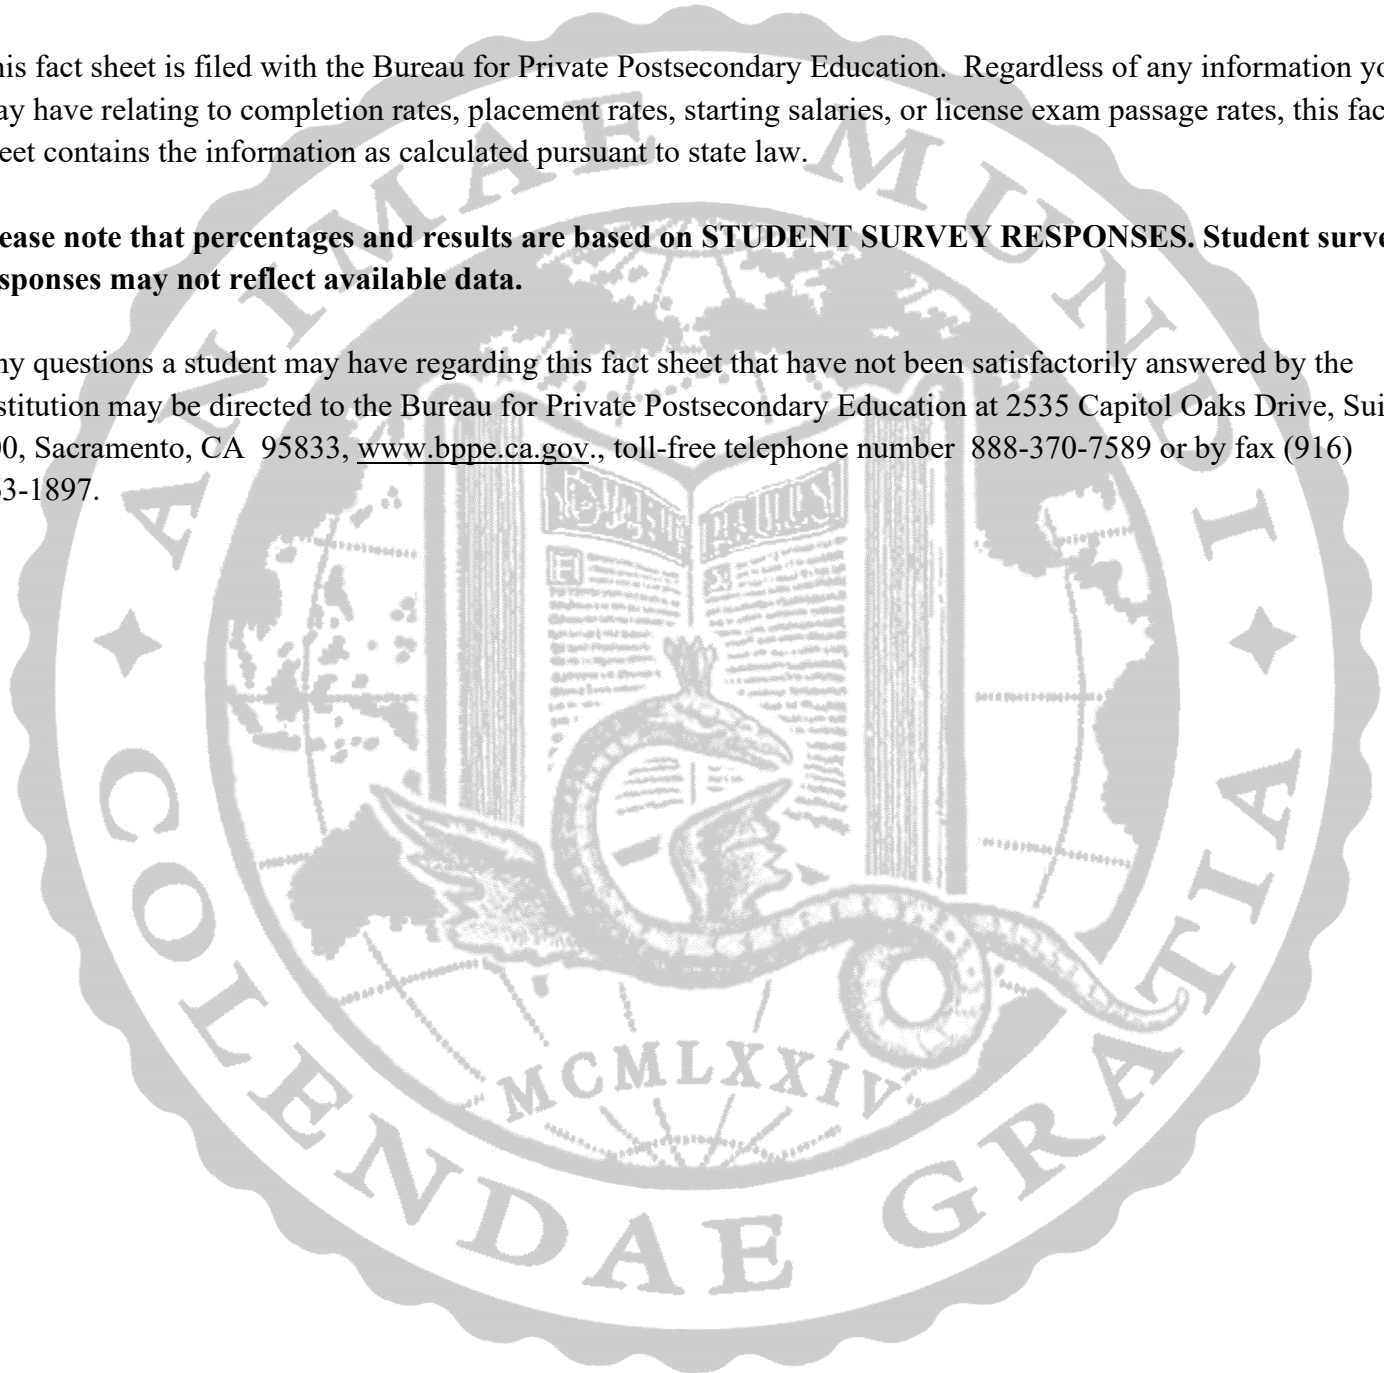 his fact sheet is filed with the Bureau for Private Postsecondary Education.  Regardless of any information yo
ay have relating to completion rates, placement rates, starting salaries, or license exam passage rates, this fac
eet contains the information as calculated pursuant to state law.
ease note that percentages and results are based on STUDENT SURVEY RESPONSES. Student surve
sponses may not reflect available data.
ny questions a student may have regarding this fact sheet that have not been satisfactorily answered by the
stitution may be directed to the Bureau for Private Postsecondary Education at 2535 Capitol Oaks Drive, Sui
00, Sacramento, CA  95833, www.bppe.ca.gov., toll-free telephone number  888-370-7589 or by fax (916)
63-1897.
ANIMAE MUNDI
COLENDAE GRATIA
MCMLXXIV